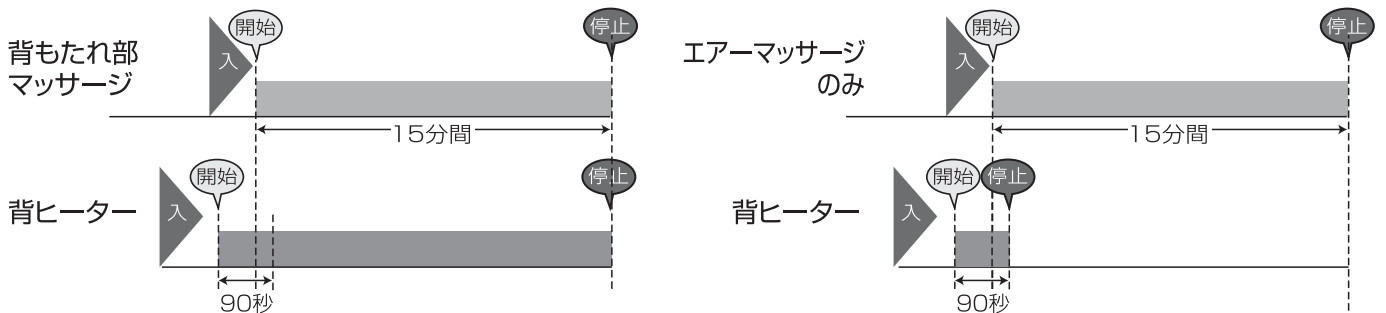 開始
停止
背もたれ部
マッサージ
入
15分間
開始
停止
背ヒーター
入
90秒
開始
停止
エアーマッサージ
のみ
入
15分間
開始
停止
背ヒーター
入
90秒